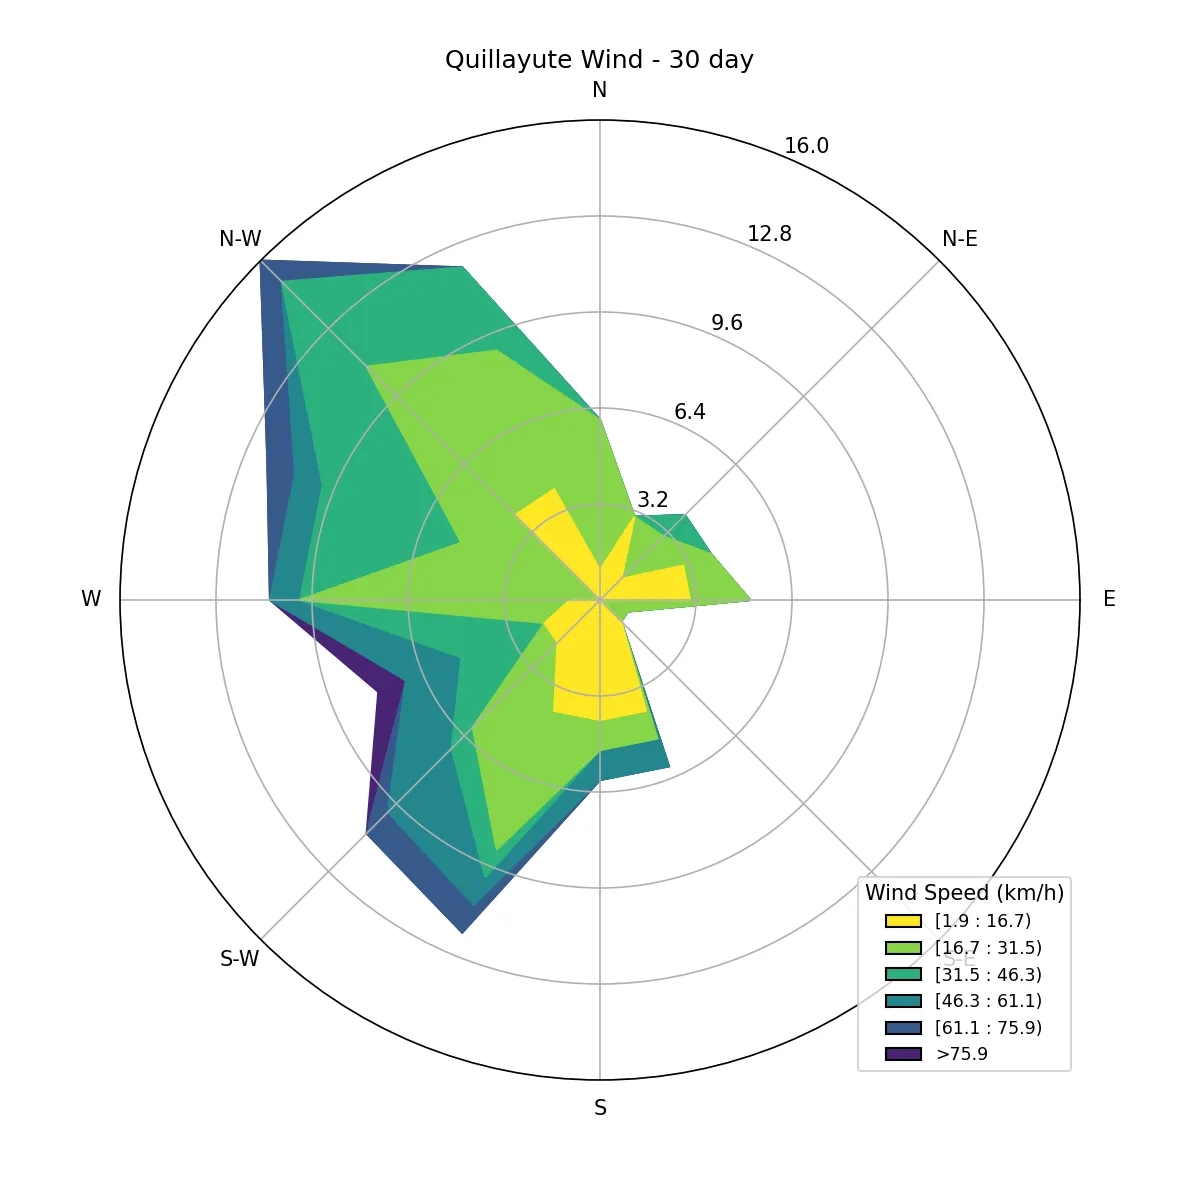 Quillayute Wind - 30 day
N
16.0
12.8
N-W
N-E
9.6
6.4
3.2
W
E
S-W
S-E
Wind Speed (km/h)
[1.9 : 16.7)
[16.7 : 31.5)
[31.5 : 46.3)
[46.3 : 61.1)
[61.1 : 75.9)
>75.9
S